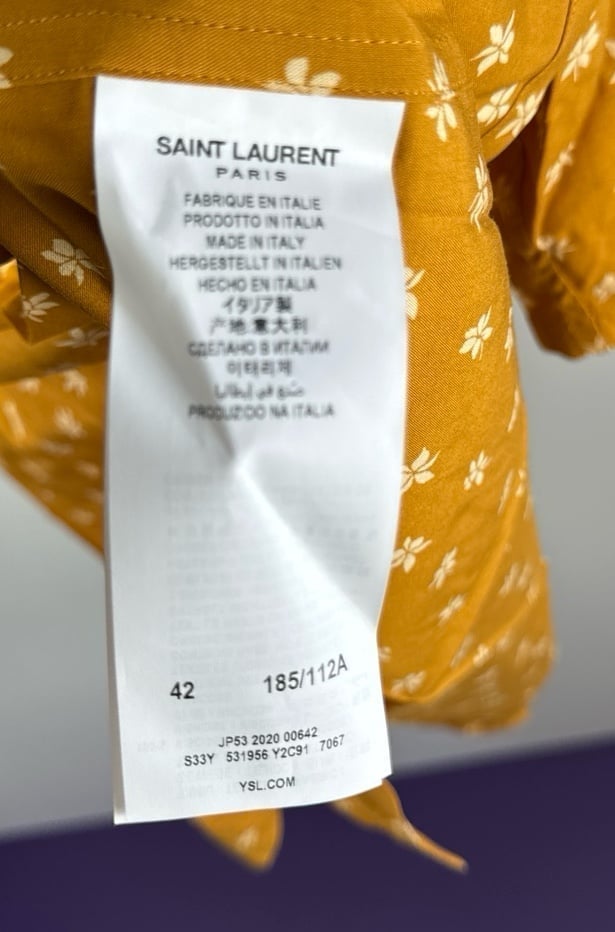 SAINT LAURENT
PARIS
FABRIQUE EN ITALIE
PRODOTTO IN ITALIA
MADE IN ITALY
HERGESTELLT IN ITALIEN
HECHO EN ITALIA
イタリア製
产地:意大利
СДЕЛАНО В ИТАЛИИ
이태리제
صنع في إيطاليا
PRODUZIDO NA ITALIA
42 185/112A
JP53 2020 00642
S33Y 531956 Y2C91 7067
YSL.COM